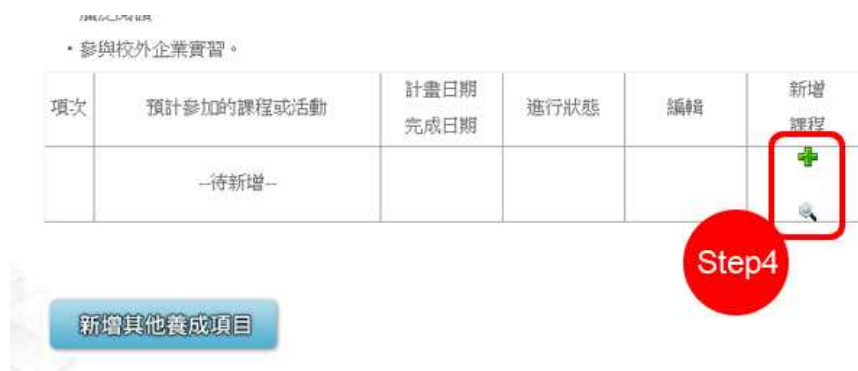 ・參與校外企業實習。
項次
預計參加的課程或活動
計畫日期
完成日期
進行狀態
編輯
新增
課程
--待新增--
Step4
新增其他養成項目